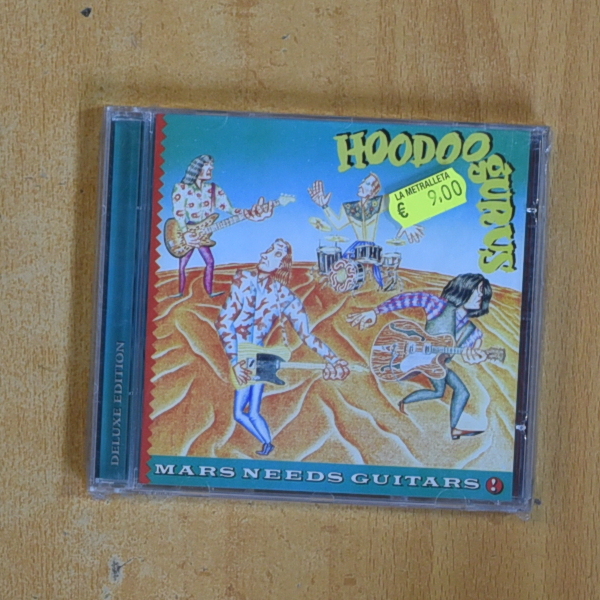 HOODOO
GURUS
LA METRALLETA
€ 9,00
DELUXE EDITION
MARS NEEDS GUITARS!